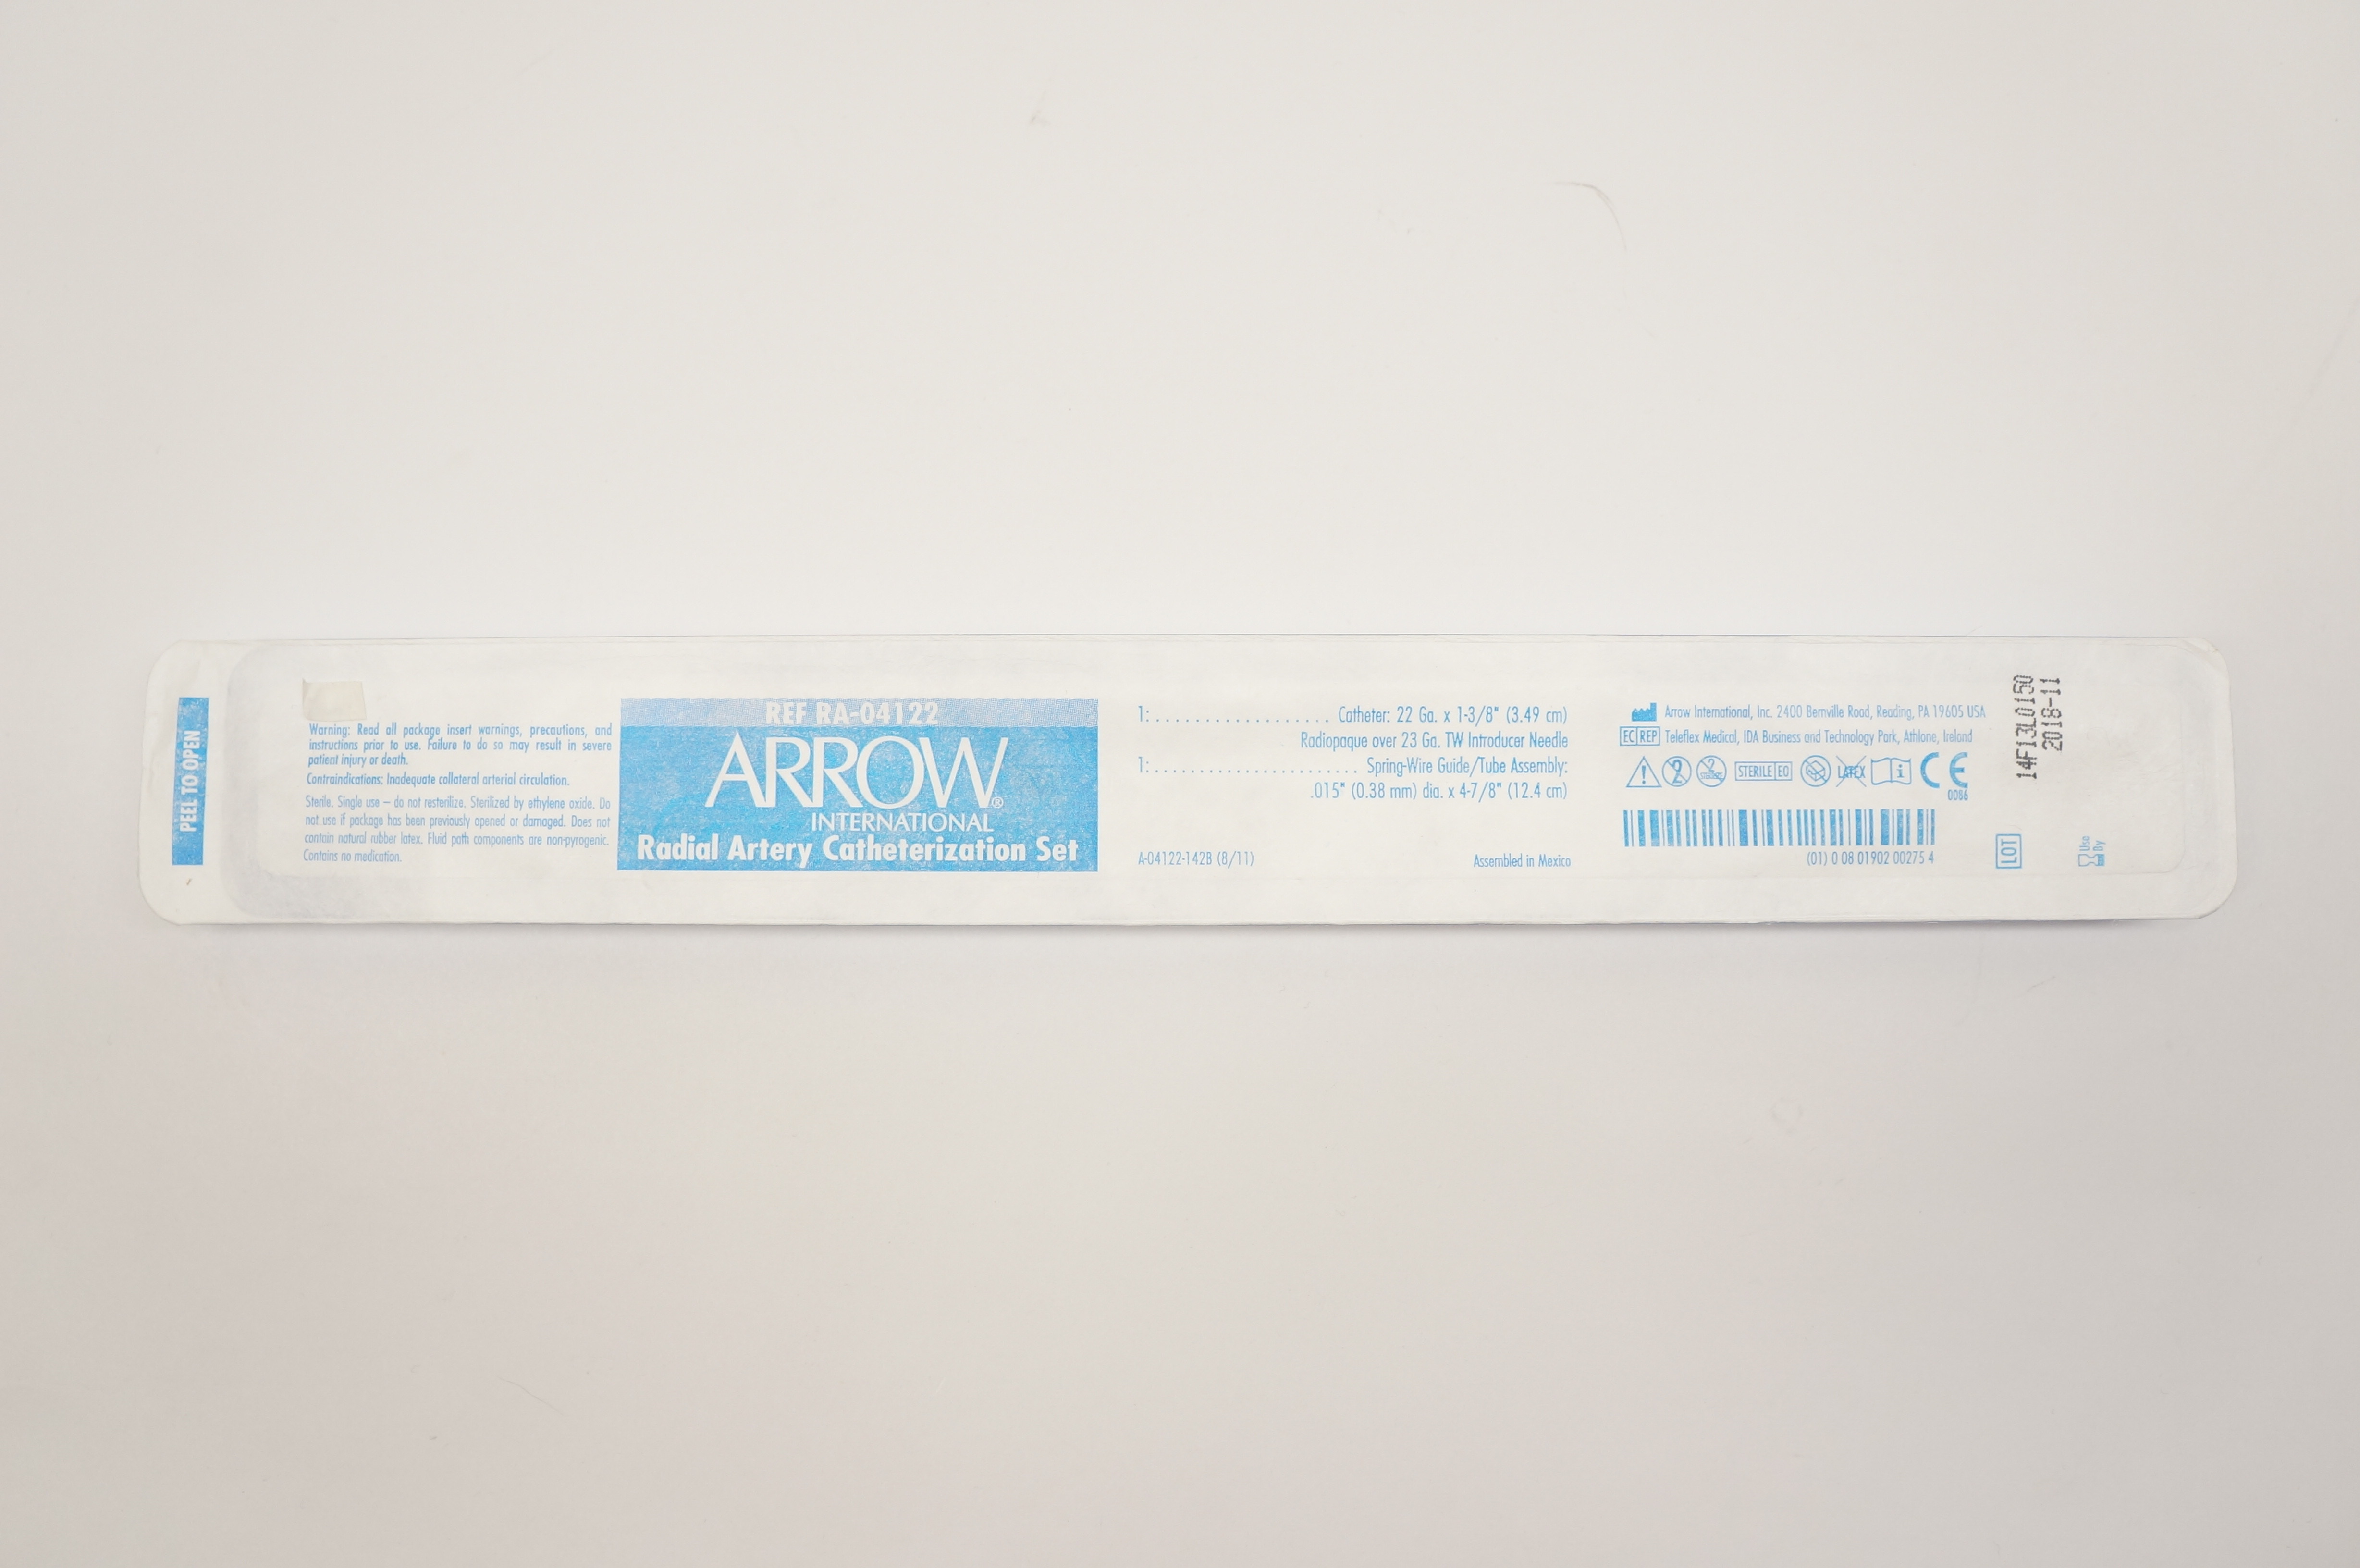 PEEL TO OPEN
Warning: Read all package insert warnings, precautions, and
instructions prior to use. Failure to do so may result in severe
patient injury or death.
Contraindications: Inadequate collateral arterial circulation.
Sterile. Single use – do not resterilize. Sterilized by ethylene oxide. Do
not use if package has been previously opened or damaged. Does not
contain natural rubber latex. Fluid path components are non-pyrogenic.
Contains no medication.
REF RA-04122
ARROW®
INTERNATIONAL
Radial Artery Catheterization Set
1: . . . . . . . . . . . . . . . . . . Catheter: 22 Ga. x 1-3/8" (3.49 cm)
Radiopaque over 23 Ga. TW Introducer Needle
1: . . . . . . . . . . . . . . . . . . . . . . . Spring-Wire Guide/Tube Assembly:
.015" (0.38 mm) dia. x 4-7/8" (12.4 cm)
A-04122-142B (8/11)
Assembled in Mexico
Arrow International, Inc. 2400 Bernville Road, Reading, PA 19605 USA
EC REP Teleflex Medical, IDA Business and Technology Park, Athlone, Ireland
2 2 STERILE EO LATEX i CE
0086
(01) 0 08 01902 00275 4
LOT
14F13L0150
2018-11
Use
By